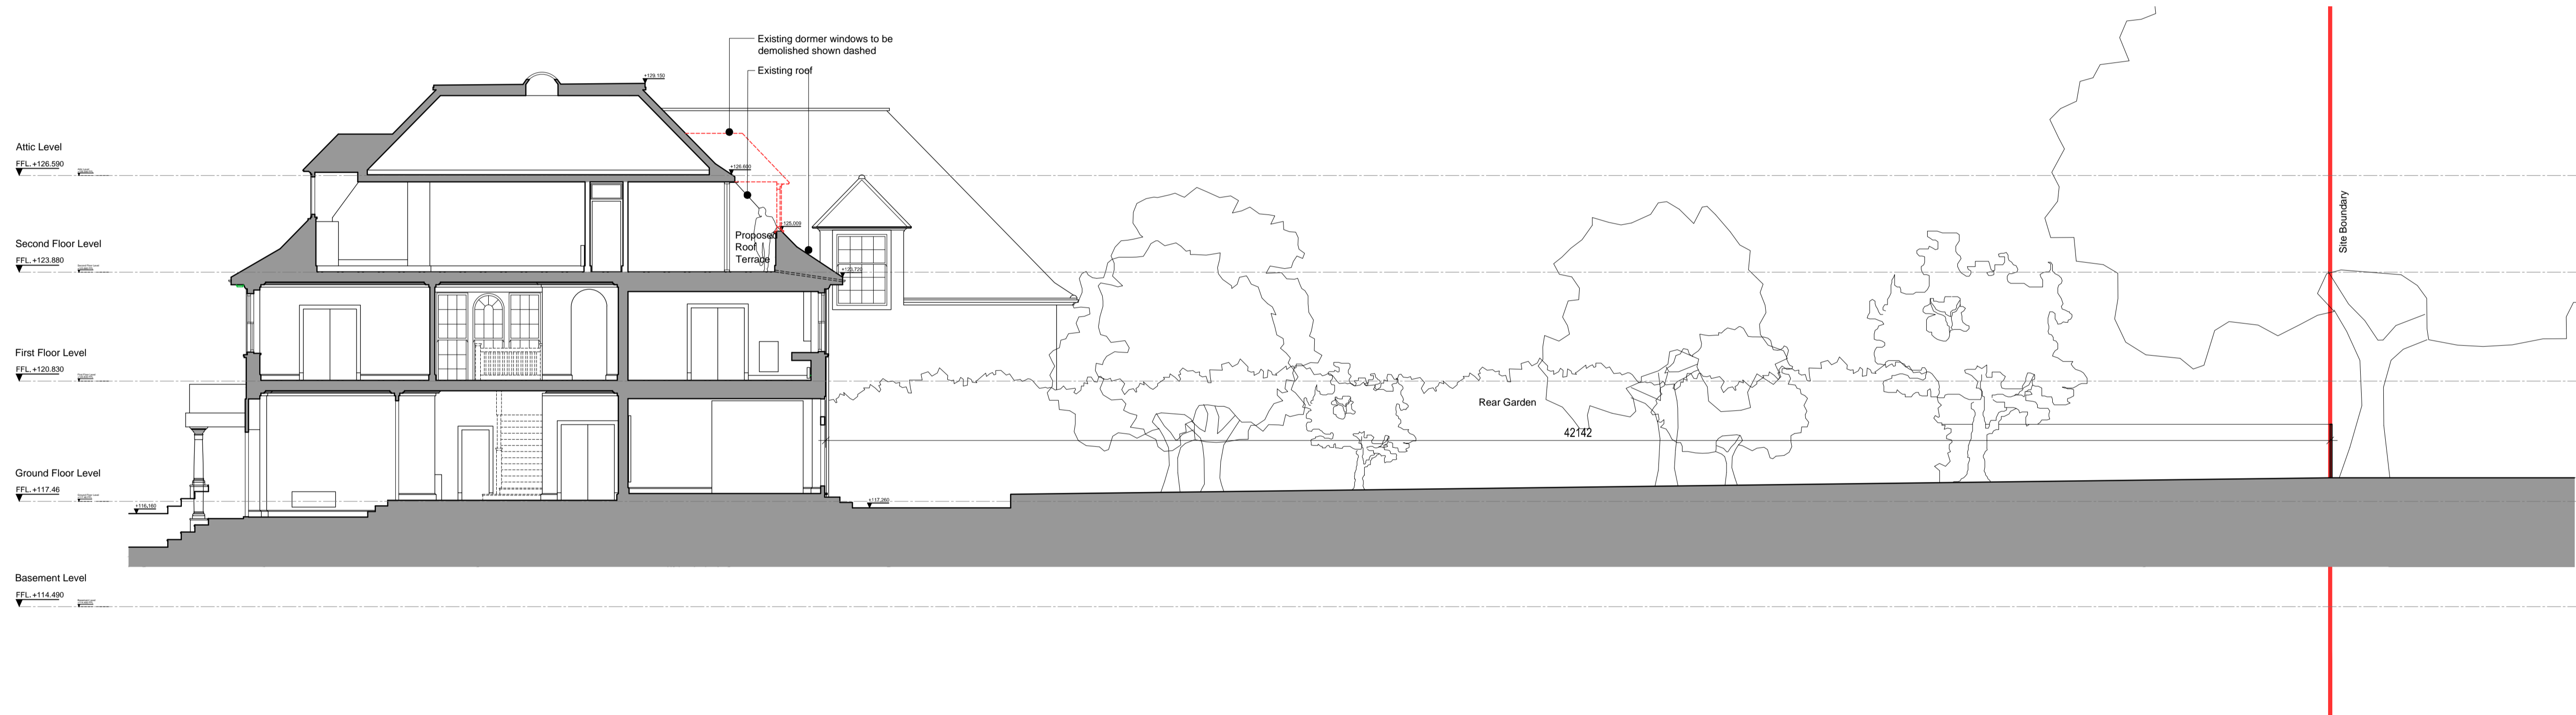 Existing dormer windows to be
demolished shown dashed
Existing roof
+129.150
Attic Level
FFL. +126.590
+126.600
Site Boundary
+125.009
Second Floor Level
FFL. +123.880
Proposed
Roof
Terrace
+123.720
First Floor Level
FFL. +120.830
Rear Garden
42142
Ground Floor Level
FFL. +117.46
+116.160
+117.260
Basement Level
FFL. +114.490